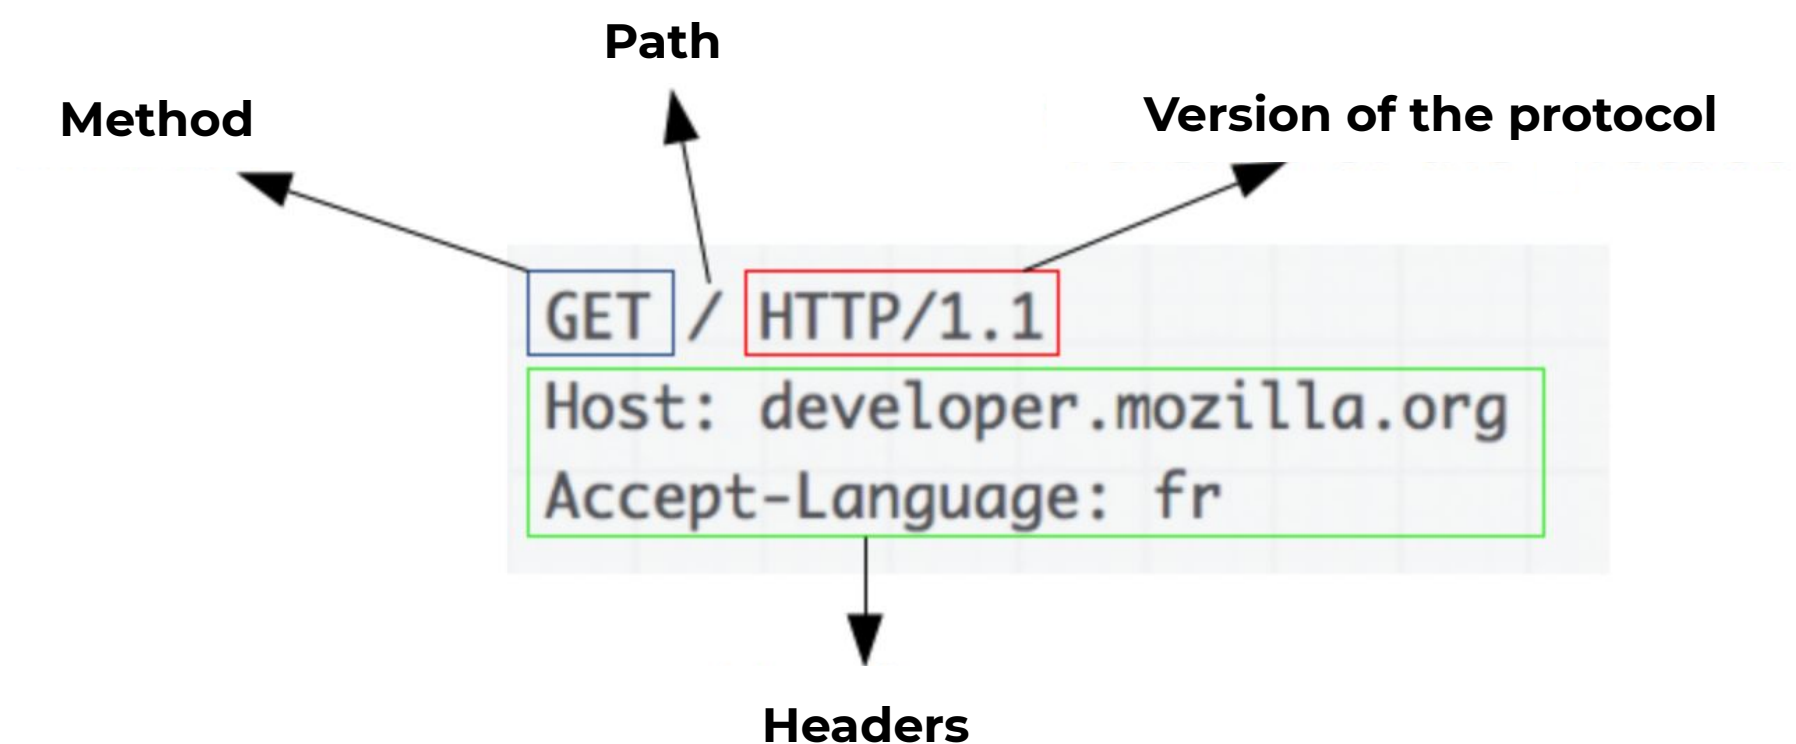 Path
Method
Version of the protocol
GET / HTTP/1.1
Host: developer.mozilla.org
Accept-Language: fr
Headers